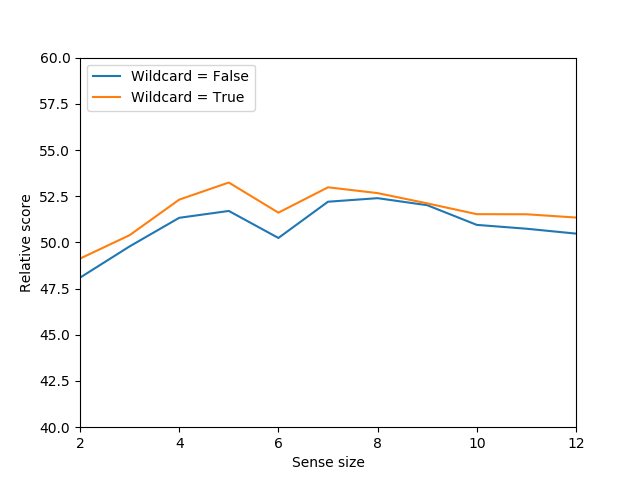 60.0
57.5
55.0
52.5
50.0
47.5
45.0
42.5
40.0
Relative score
Wildcard = False
Wildcard = True
2 4 6 8 10 12
Sense size